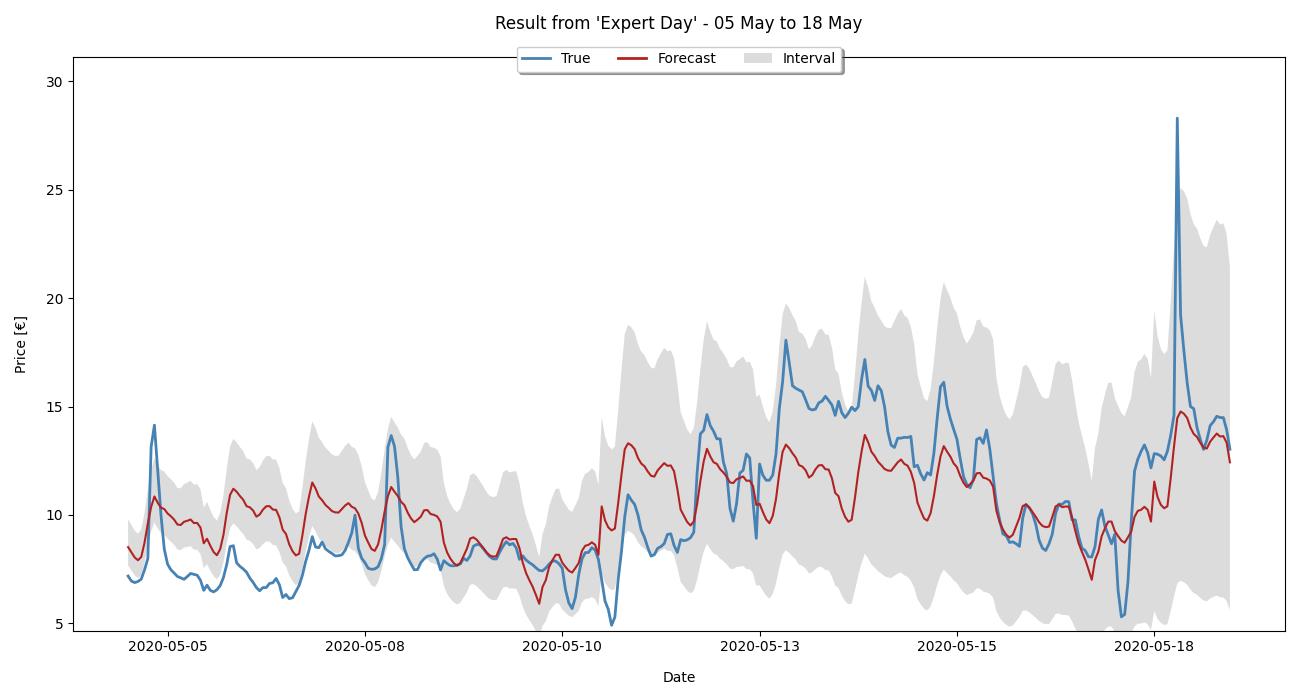 Result from 'Expert Day' - 05 May to 18 May
True
Forecast
Interval
30
25
20
15
10
5
Price [€]
2020-05-05
2020-05-08
2020-05-10
2020-05-13
2020-05-15
2020-05-18
Date